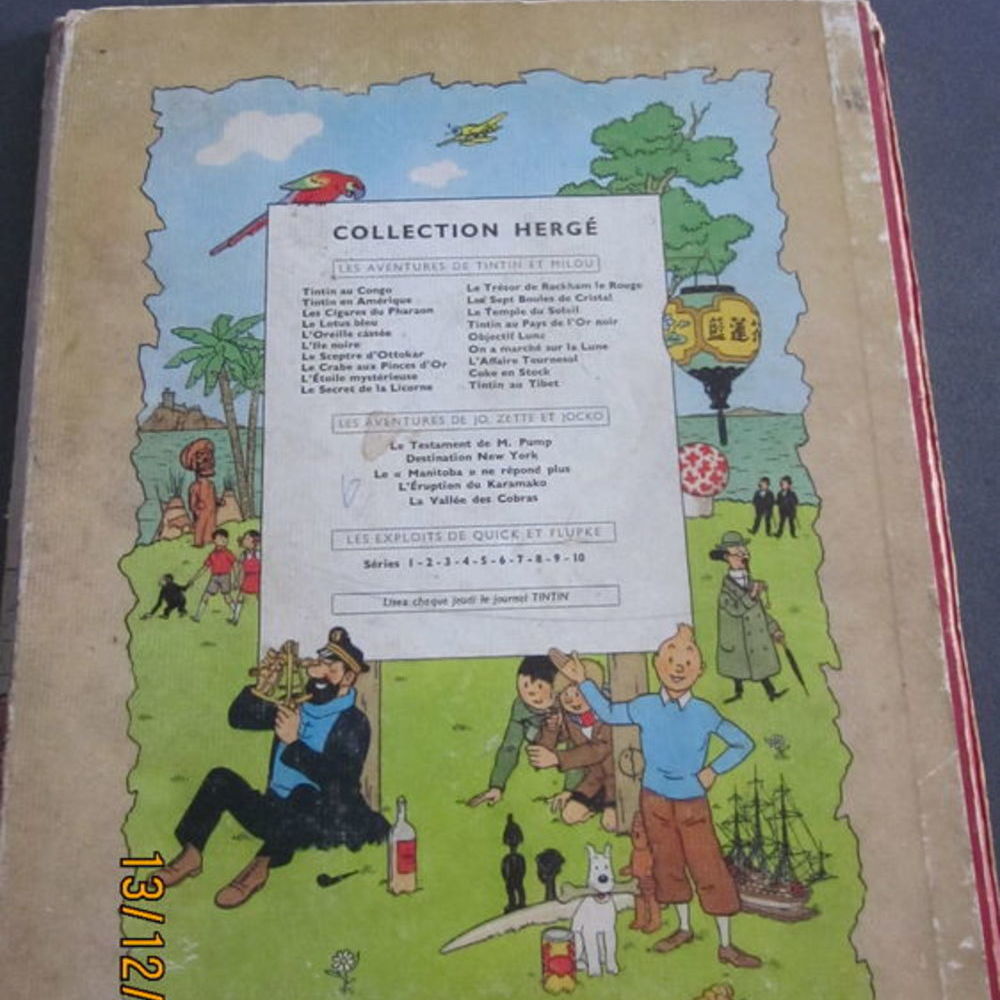 COLLECTION HERGÉ
LES AVENTURES DE TINTIN ET MILOU
Tintin au Congo
Tintin en Amérique
Les Cigares du Pharaon
Le Lotus bleu
L'Oreille cassée
L'Ile noire
Le Sceptre d'Ottokar
Le Crabe aux Pinces d'Or
L'Étoile mystérieuse
Le Secret de la Licorne
Le Trésor de Rackham le Rouge
Les Sept Boules de Cristal
Le Temple du Soleil
Tintin au Pays de l'Or noir
Objectif Lune
On a marché sur la Lune
L'Affaire Tournesol
Coke en Stock
Tintin au Tibet
LES AVENTURES DE JO, ZETTE ET JOCKO
Le Testament de M. Pump
Destination New York
Le « Manitoba » ne répond plus
L'Éruption du Karamako
La Vallée des Cobras
LES EXPLOITS DE QUICK ET FLUPKE
Séries 1 - 2 - 3 - 4 - 5 - 6 - 7 - 8 - 9 - 10
Lisez chaque jeudi le journal TINTIN
藍蓮
13/12/